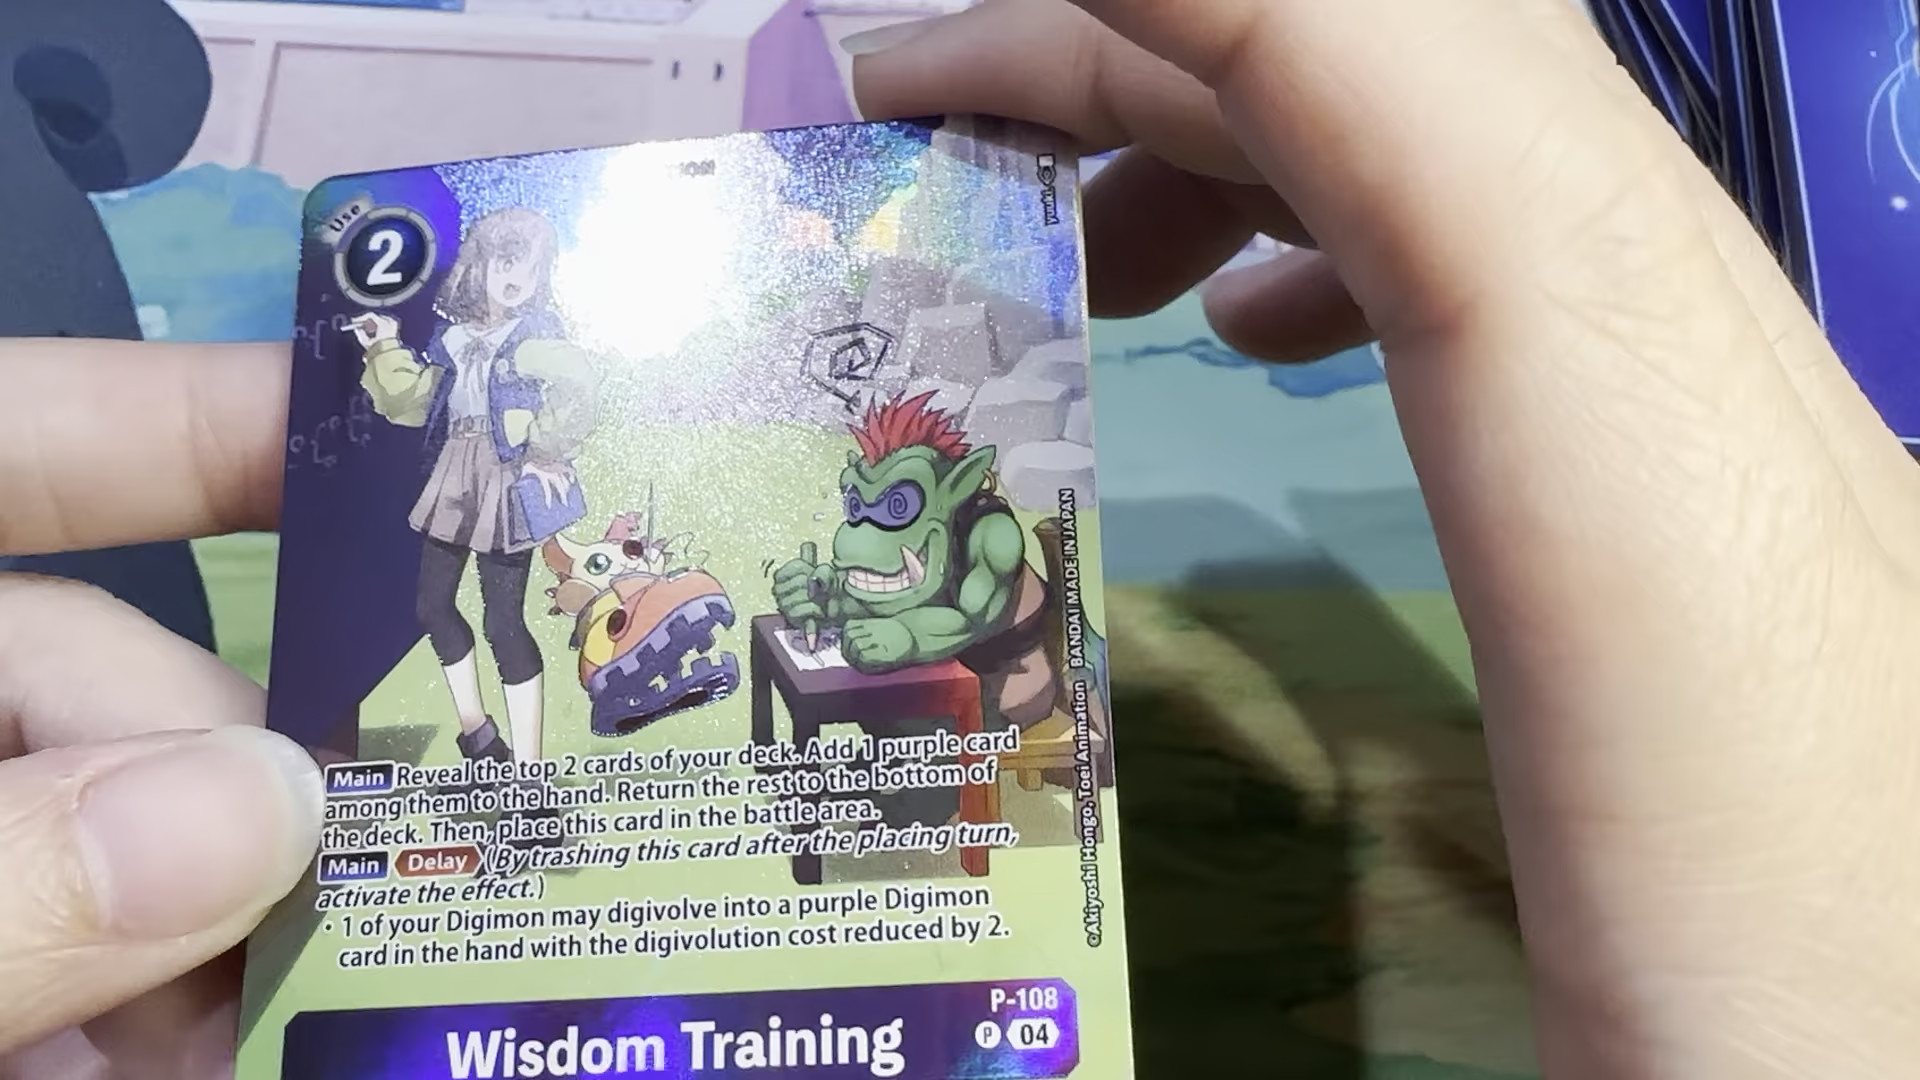 Use
2
yuuki
Main Reveal the top 2 cards of your deck. Add 1 purple card
among them to the hand. Return the rest to the bottom of
the deck. Then, place this card in the battle area.
Main Delay (By trashing this card after the placing turn,
activate the effect.)
· 1 of your Digimon may digivolve into a purple Digimon
card in the hand with the digivolution cost reduced by 2.
©Akiyoshi Hongo, Toei Animation BANDAI MADE IN JAPAN
P-108
Wisdom Training
P 04